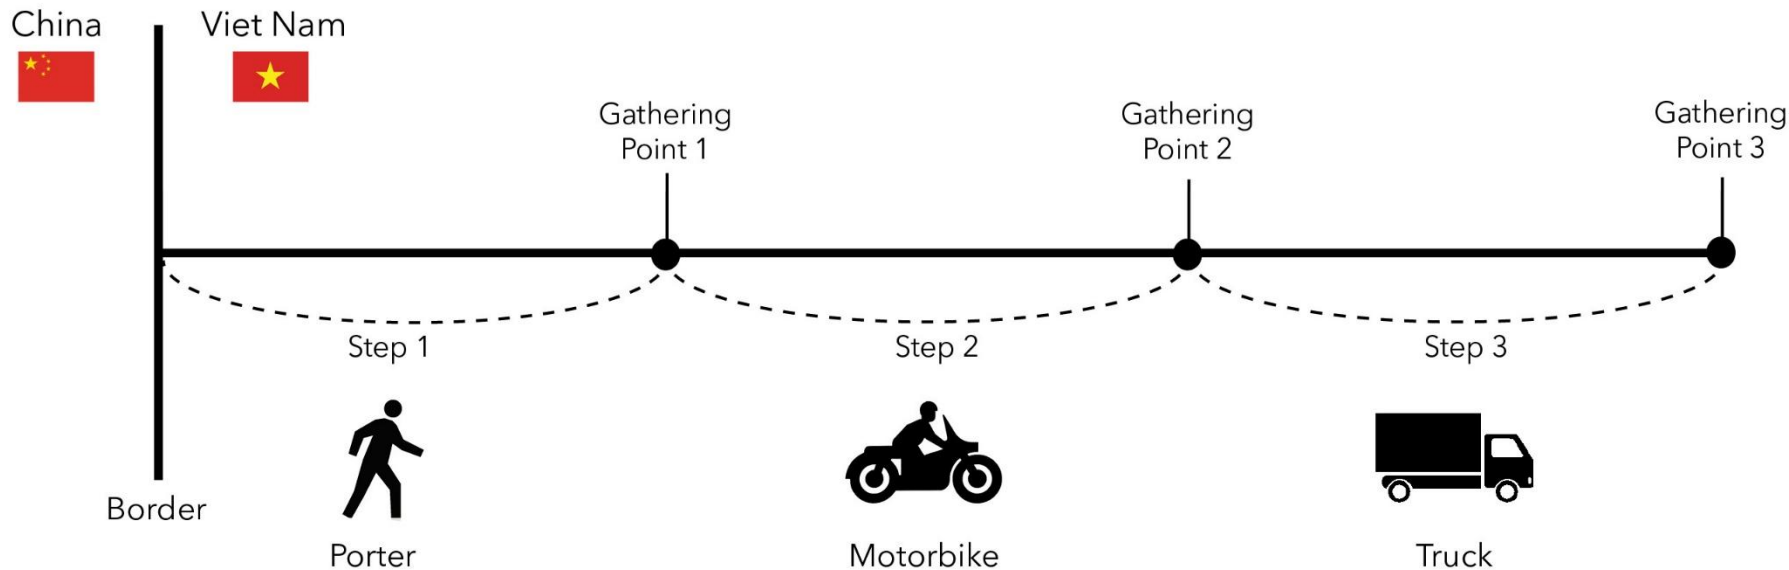 China
Viet Nam
Gathering
Point 1
Gathering
Point 2
Gathering
Point 3
Step 1
Step 2
Step 3
Border
Porter
Motorbike
Truck